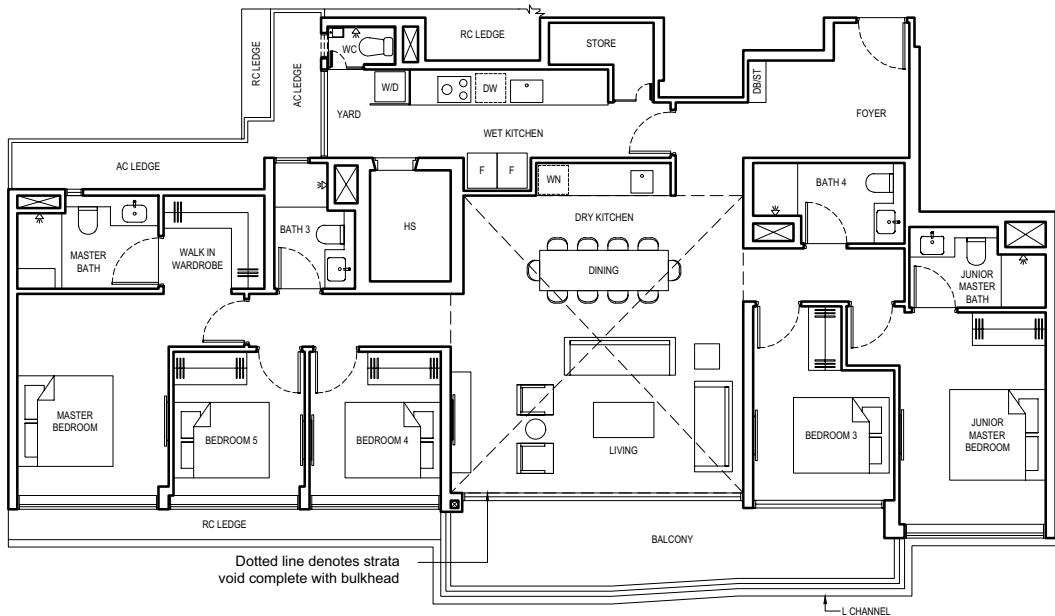 RC LEDGE
AC LEDGE
WC
RC LEDGE
STORE
W/D
DW
DB/ST
YARD
WET KITCHEN
FOYER
AC LEDGE
F
F
WN
BATH 4
HS
DRY KITCHEN
BATH 3
MASTER
BATH
WALK IN
WARDROBE
DINING
JUNIOR
MASTER
BATH
MASTER
BEDROOM
BEDROOM 5
BEDROOM 4
LIVING
BEDROOM 3
JUNIOR
MASTER
BEDROOM
RC LEDGE
BALCONY
Dotted line denotes strata
void complete with bulkhead
L CHANNEL